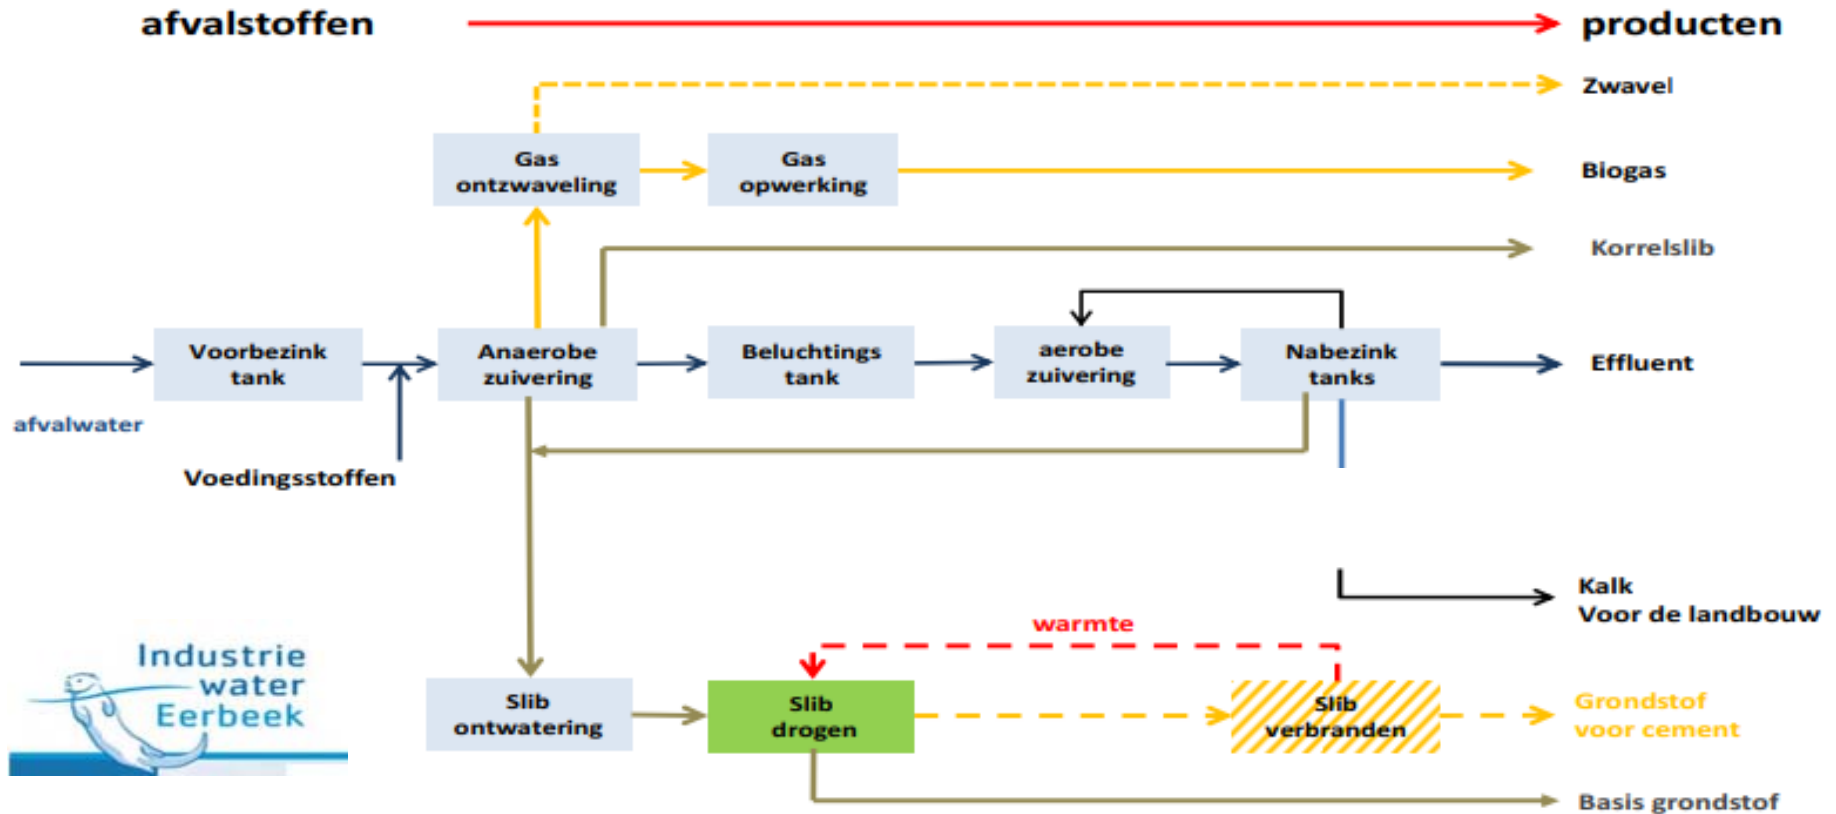 afvalstoffen
producten
Zwavel
Gas
ontzwaveling
Gas
opwerking
Biogas
Korrelslib
Voorbezink
tank
Anaerobe
zuivering
Beluchtings
tank
aerobe
zuivering
Nabezink
tanks
Effluent
afvalwater
Voedingsstoffen
Kalk
Voor de landbouw
warmte
Industrie
water
Eerbeek
Slib
ontwatering
Slib
drogen
Slib
verbranden
Grondstof
voor cement
Basis grondstof